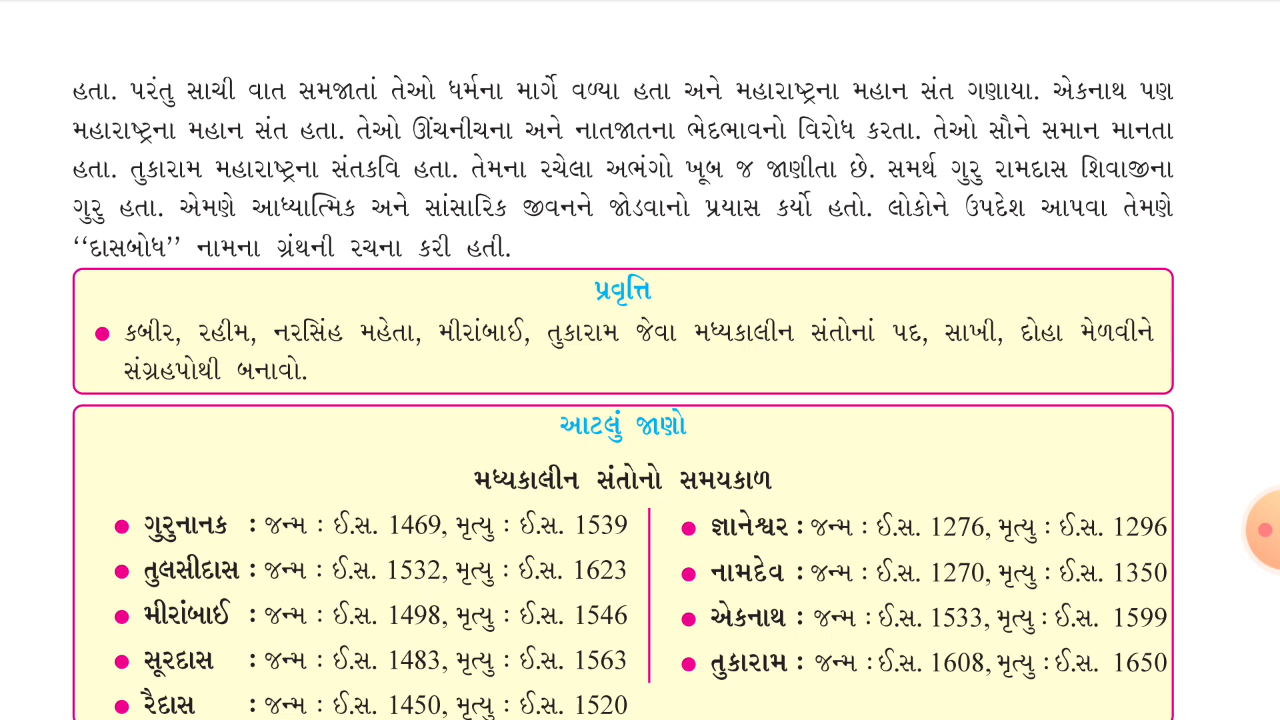 હતા. પરંતુ સાચી વાત સમજાતાં તેઓ ધર્મના માર્ગે વળ્યા હતા અને મહારાષ્ટ્રના મહાન સંત ગણાયા. એકનાથ પણ
મહારાષ્ટ્રના મહાન સંત હતા. તેઓ ઊંચનીચના અને નાતજાતના ભેદભાવનો વિરોધ કરતા. તેઓ સૌને સમાન માનતા
હતા. તુકારામ મહારાષ્ટ્રના સંતકવિ હતા. તેમના રચેલા અભંગો ખૂબ જ જાણીતા છે. સમર્થ ગુરુ રામદાસ શિવાજીના
ગુરુ હતા. એમણે આધ્યાત્મિક અને સાંસારિક જીવનને જોડવાનો પ્રયાસ કર્યો હતો. લોકોને ઉપદેશ આપવા તેમણે
‘‘દાસબોધ’’ નામના ગ્રંથની રચના કરી હતી.
પ્રવૃત્તિ
● કબીર, રહીમ, નરસિંહ મહેતા, મીરાંબાઈ, તુકારામ જેવા મધ્યકાલીન સંતોનાં પદ, સાખી, દોહા મેળવીને
સંગ્રહપોથી બનાવો.
આટલું જાણો
મધ્યકાલીન સંતોનો સમયકાળ
● ગુરુનાનક : જન્મ : ઈ.સ. 1469, મૃત્યુ : ઈ.સ. 1539
● તુલસીદાસ : જન્મ : ઈ.સ. 1532, મૃત્યુ : ઈ.સ. 1623
● મીરાંબાઈ : જન્મ : ઈ.સ. 1498, મૃત્યુ : ઈ.સ. 1546
● સૂરદાસ : જન્મ : ઈ.સ. 1483, મૃત્યુ : ઈ.સ. 1563
● રૈદાસ : જન્મ : ઈ.સ. 1450, મૃત્યુ : ઈ.સ. 1520
● જ્ઞાનેશ્વર : જન્મ : ઈ.સ. 1276, મૃત્યુ : ઈ.સ. 1296
● નામદેવ : જન્મ : ઈ.સ. 1270, મૃત્યુ : ઈ.સ. 1350
● એકનાથ : જન્મ : ઈ.સ. 1533, મૃત્યુ : ઈ.સ. 1599
● તુકારામ : જન્મ : ઈ.સ. 1608, મૃત્યુ : ઈ.સ. 1650